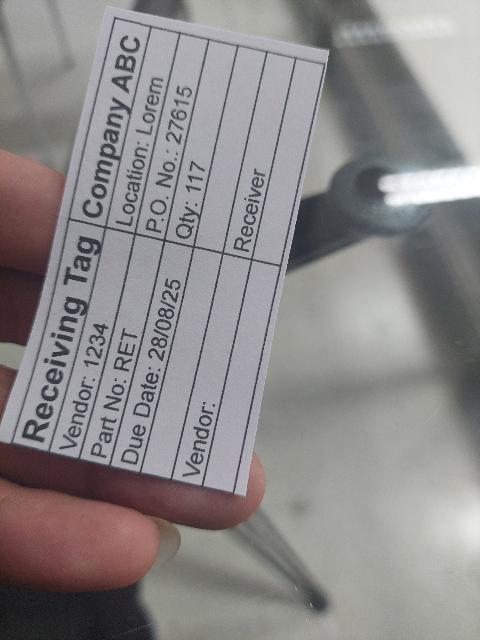 Receiving Tag Company ABC
Vendor: 1234 Location: Lorem
Part No: RET P.O. No.: 27615
Due Date: 28/08/25 Qty: 117
Vendor: Receiver